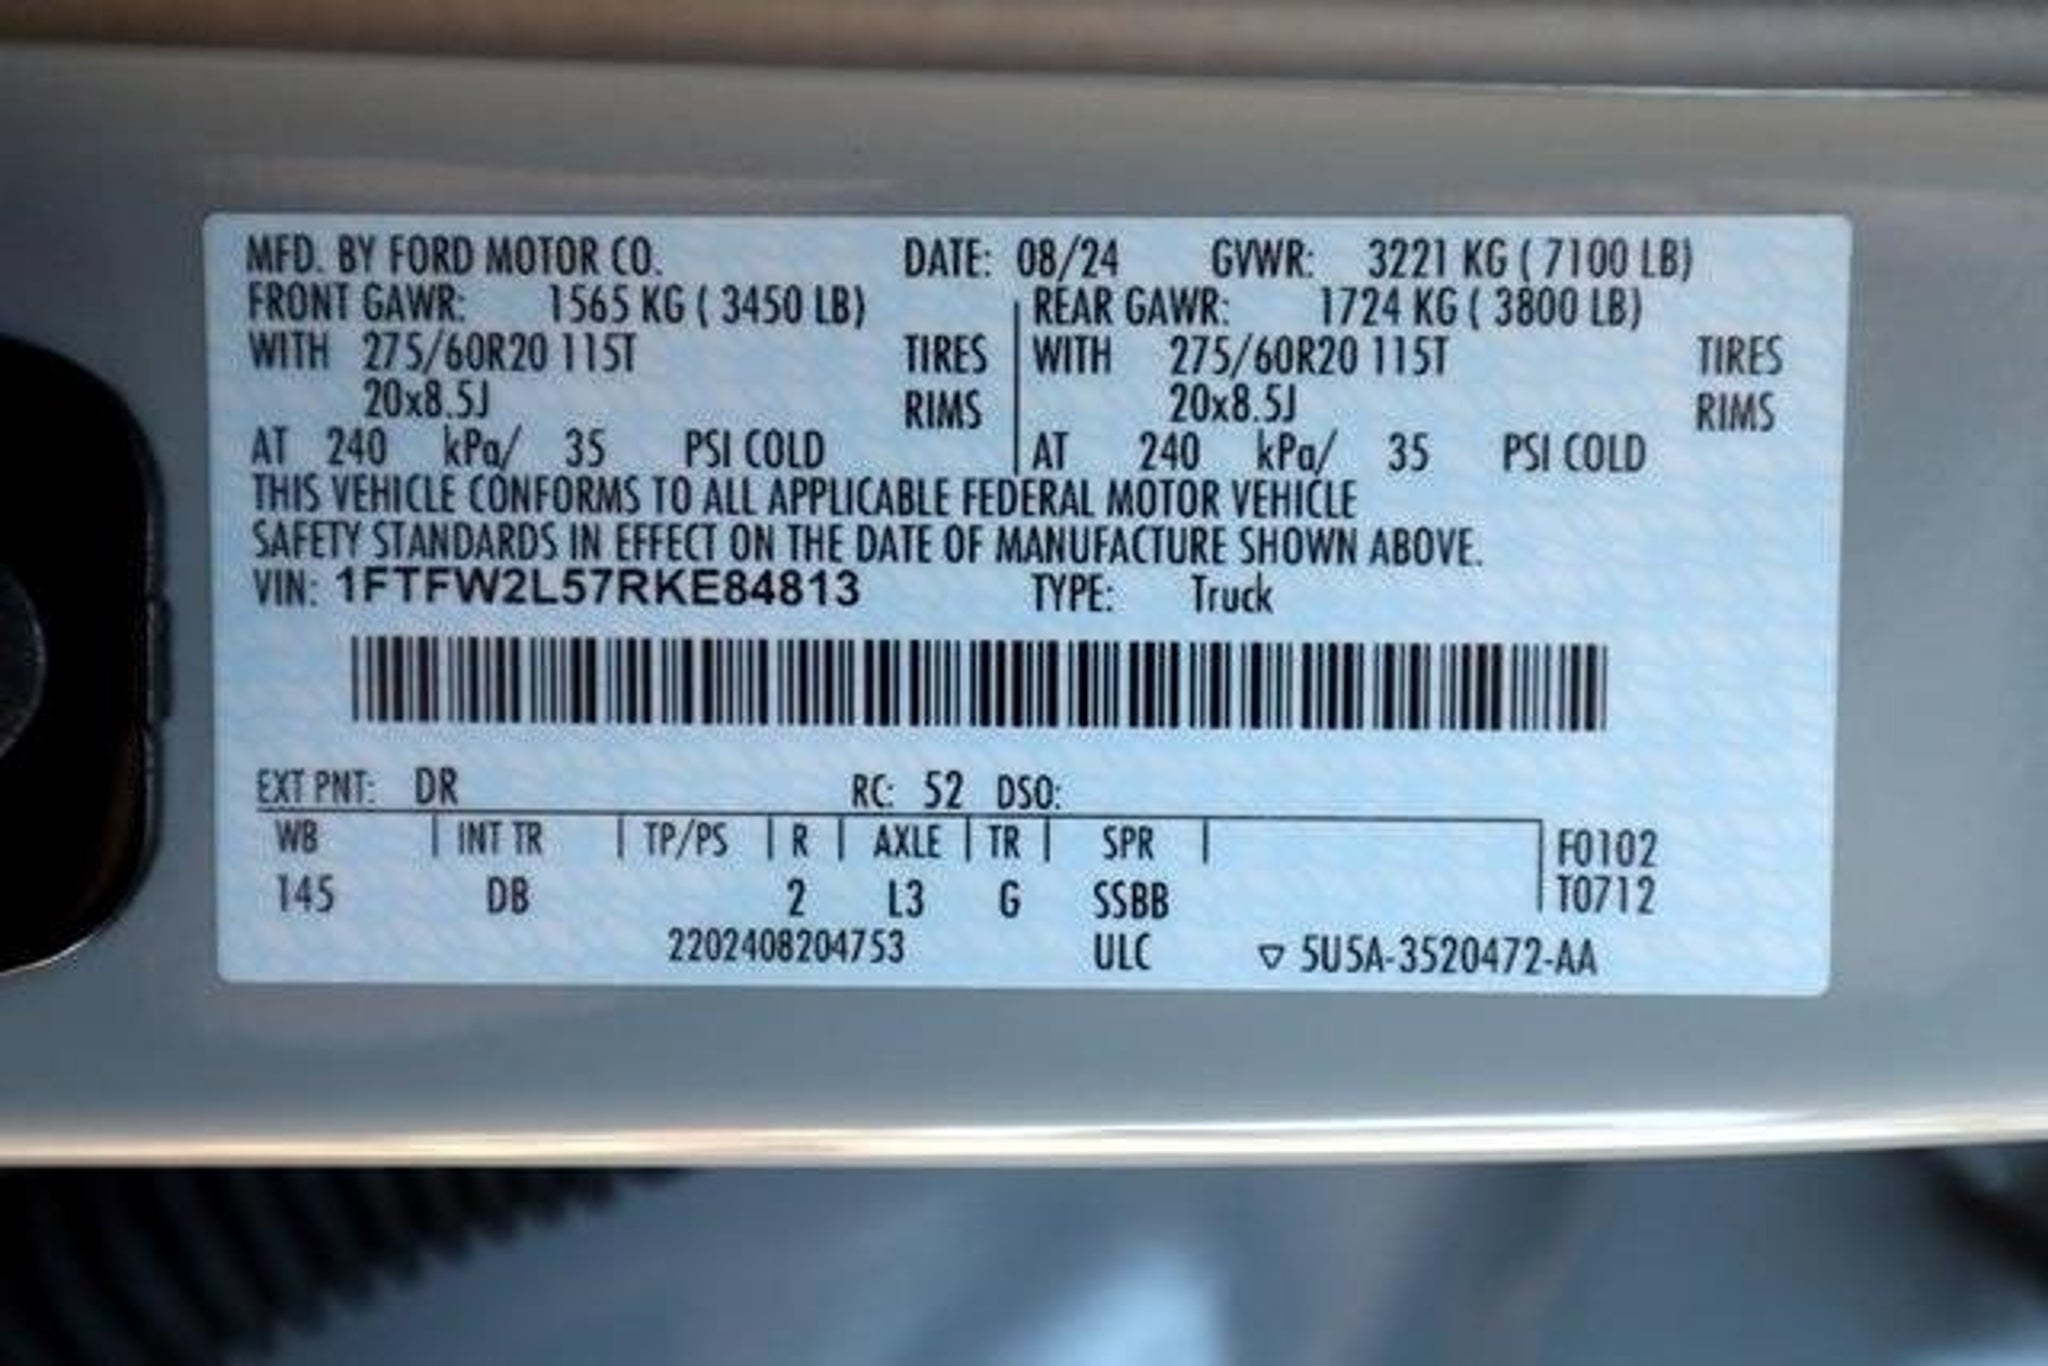 MFD. BY FORD MOTOR CO. DATE: 08/24 GVWR: 3221 KG ( 7100 LB)
FRONT GAWR: 1565 KG ( 3450 LB) REAR GAWR: 1724 KG ( 3800 LB)
WITH 275/60R20 115T TIRES WITH 275/60R20 115T TIRES
20x8.5J RIMS 20x8.5J RIMS
AT 240 kPa/ 35 PSI COLD AT 240 kPa/ 35 PSI COLD
THIS VEHICLE CONFORMS TO ALL APPLICABLE FEDERAL MOTOR VEHICLE
SAFETY STANDARDS IN EFFECT ON THE DATE OF MANUFACTURE SHOWN ABOVE.
VIN: 1FTFW2L57RKE84813 TYPE: Truck
EXT PNT: DR RC: 52 DSO:
WB INT TR TP/PS R AXLE TR SPR F0102
145 DB 2 L3 G SSBB T0712
2202408204753 ULC ▽ 5U5A-3520472-AA